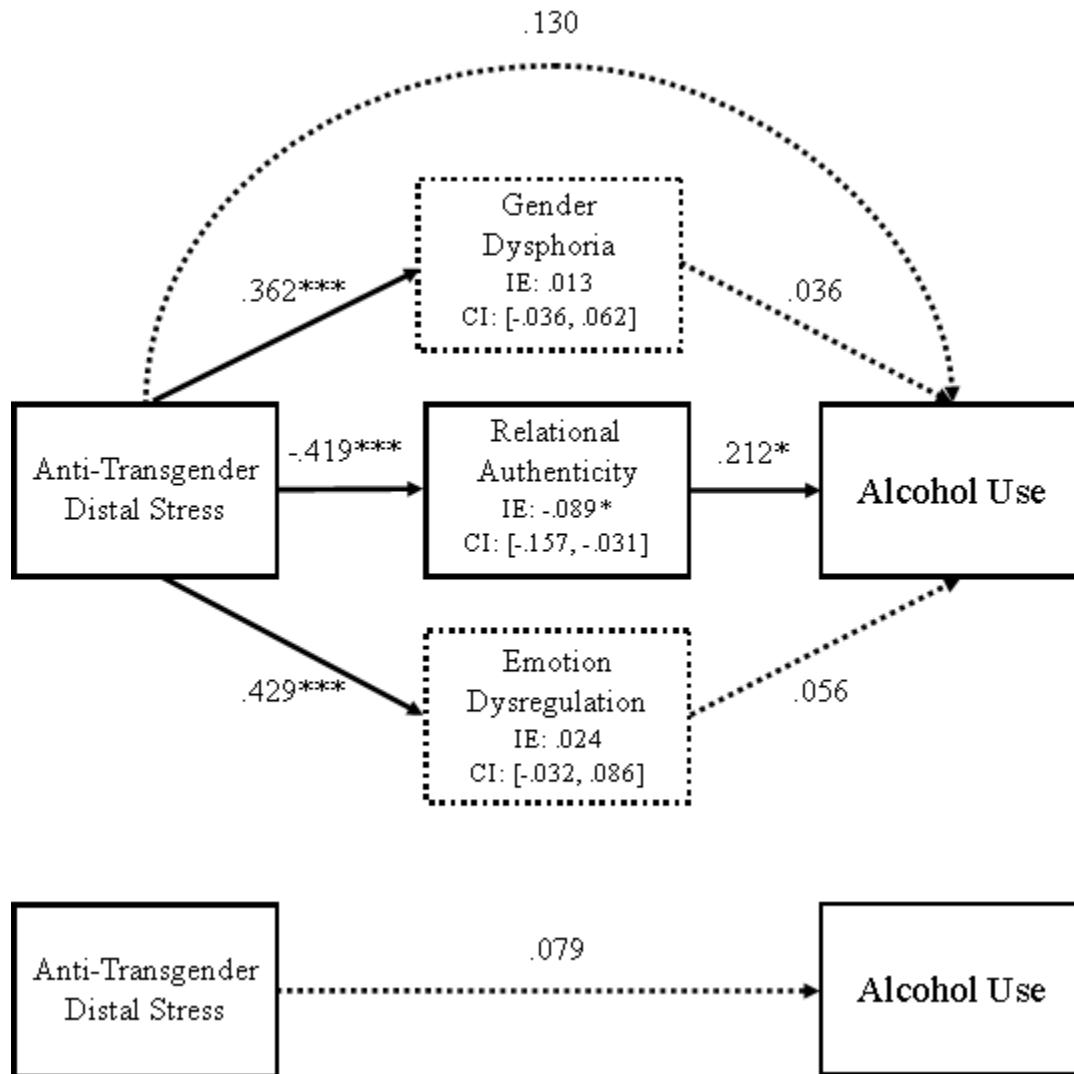 .130
Gender
Dysphoria
IE: .013
CI: [-.036, .062]
.362***
.036
Anti-Transgender
Distal Stress
-.419***
Relational
Authenticity
IE: -.089*
CI: [-.157, -.031]
.212*
Alcohol Use
.429***
Emotion
Dysregulation
IE: .024
CI: [-.032, .086]
.056
Anti-Transgender
Distal Stress
.079
Alcohol Use